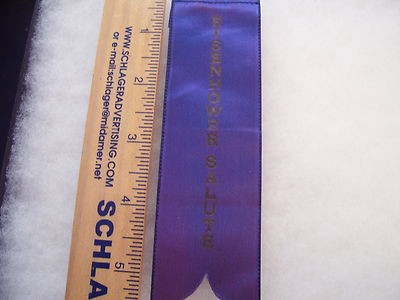 WWW.SCHLAGERADVERTISING.COM
or e-mail:schlager@midamer.net
SCHLA
1
2
3
4
5
EISENHOWER SALUTE